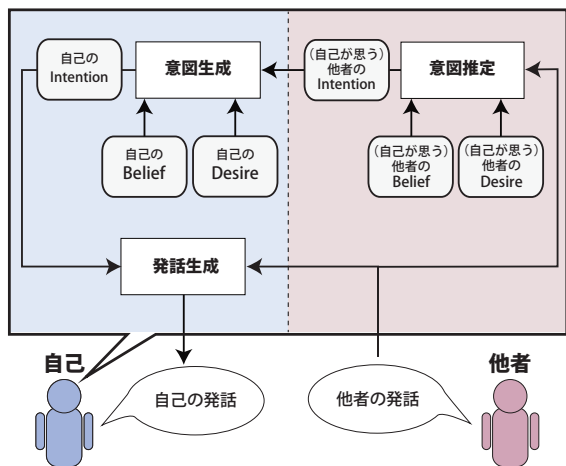 自己の
Intention
意図生成
(自己が思う)
他者の
Intention
意図推定
自己の
Belief
自己の
Desire
(自己が思う)
他者の
Belief
(自己が思う)
他者の
Desire
発話生成
自己
他者
自己の発話
他者の発話